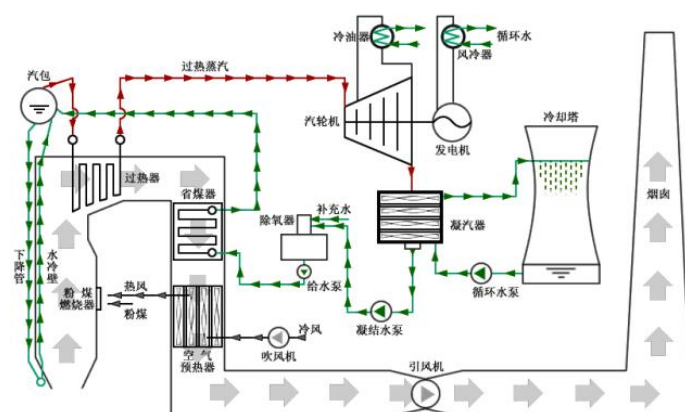 冷油器
循环水
风冷器
汽包
过热蒸汽
汽轮机
发电机
冷却塔
过热器
省煤器
除氧器
补充水
凝汽器
烟囱
下降管
水冷壁
给水泵
循环水泵
粉煤
燃烧器
热风
粉煤
冷风
凝结水泵
吹风机
空气
预热器
引风机